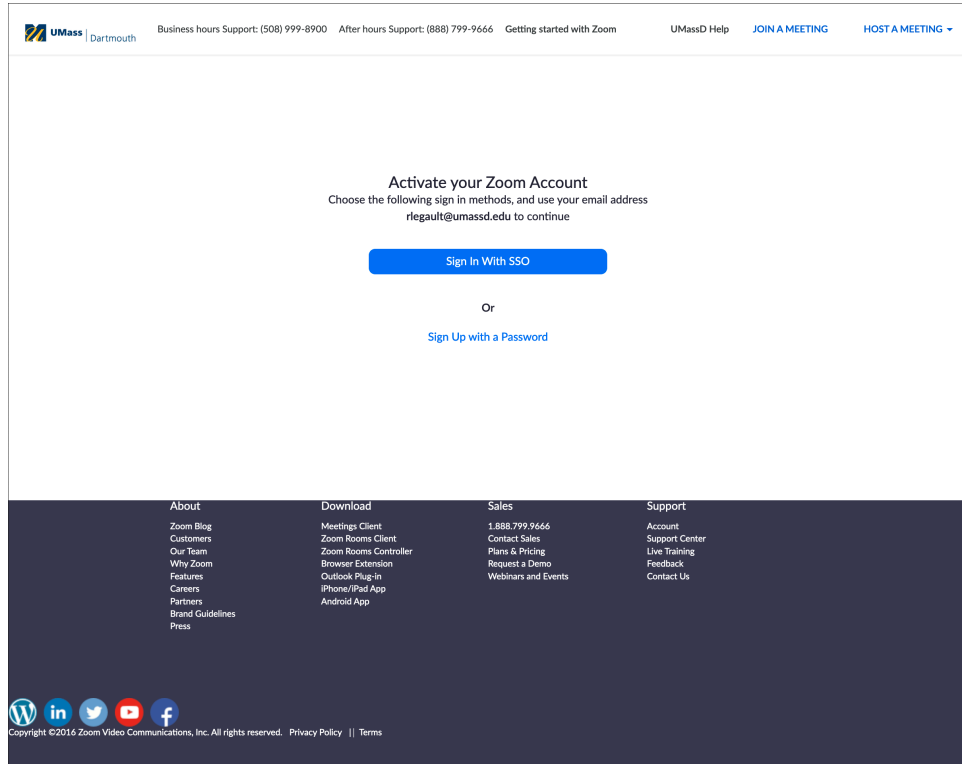 UMass Dartmouth
Business hours Support: (508) 999-8900 After hours Support: (888) 799-9666 Getting started with Zoom UMassD Help JOIN A MEETING HOST A MEETING
Activate your Zoom Account
Choose the following sign in methods, and use your email address
rlegault@umassd.edu to continue
Sign In With SSO
Or
Sign Up with a Password
About
Zoom Blog
Customers
Our Team
Why Zoom
Features
Careers
Partners
Brand Guidelines
Press
Download
Meetings Client
Zoom Rooms Client
Zoom Rooms Controller
Browser Extension
Outlook Plug-in
iPhone/iPad App
Android App
Sales
1.888.799.9666
Contact Sales
Plans & Pricing
Request a Demo
Webinars and Events
Support
Account
Support Center
Live Training
Feedback
Contact Us
Copyright ©2016 Zoom Video Communications, Inc. All rights reserved. Privacy Policy || Terms